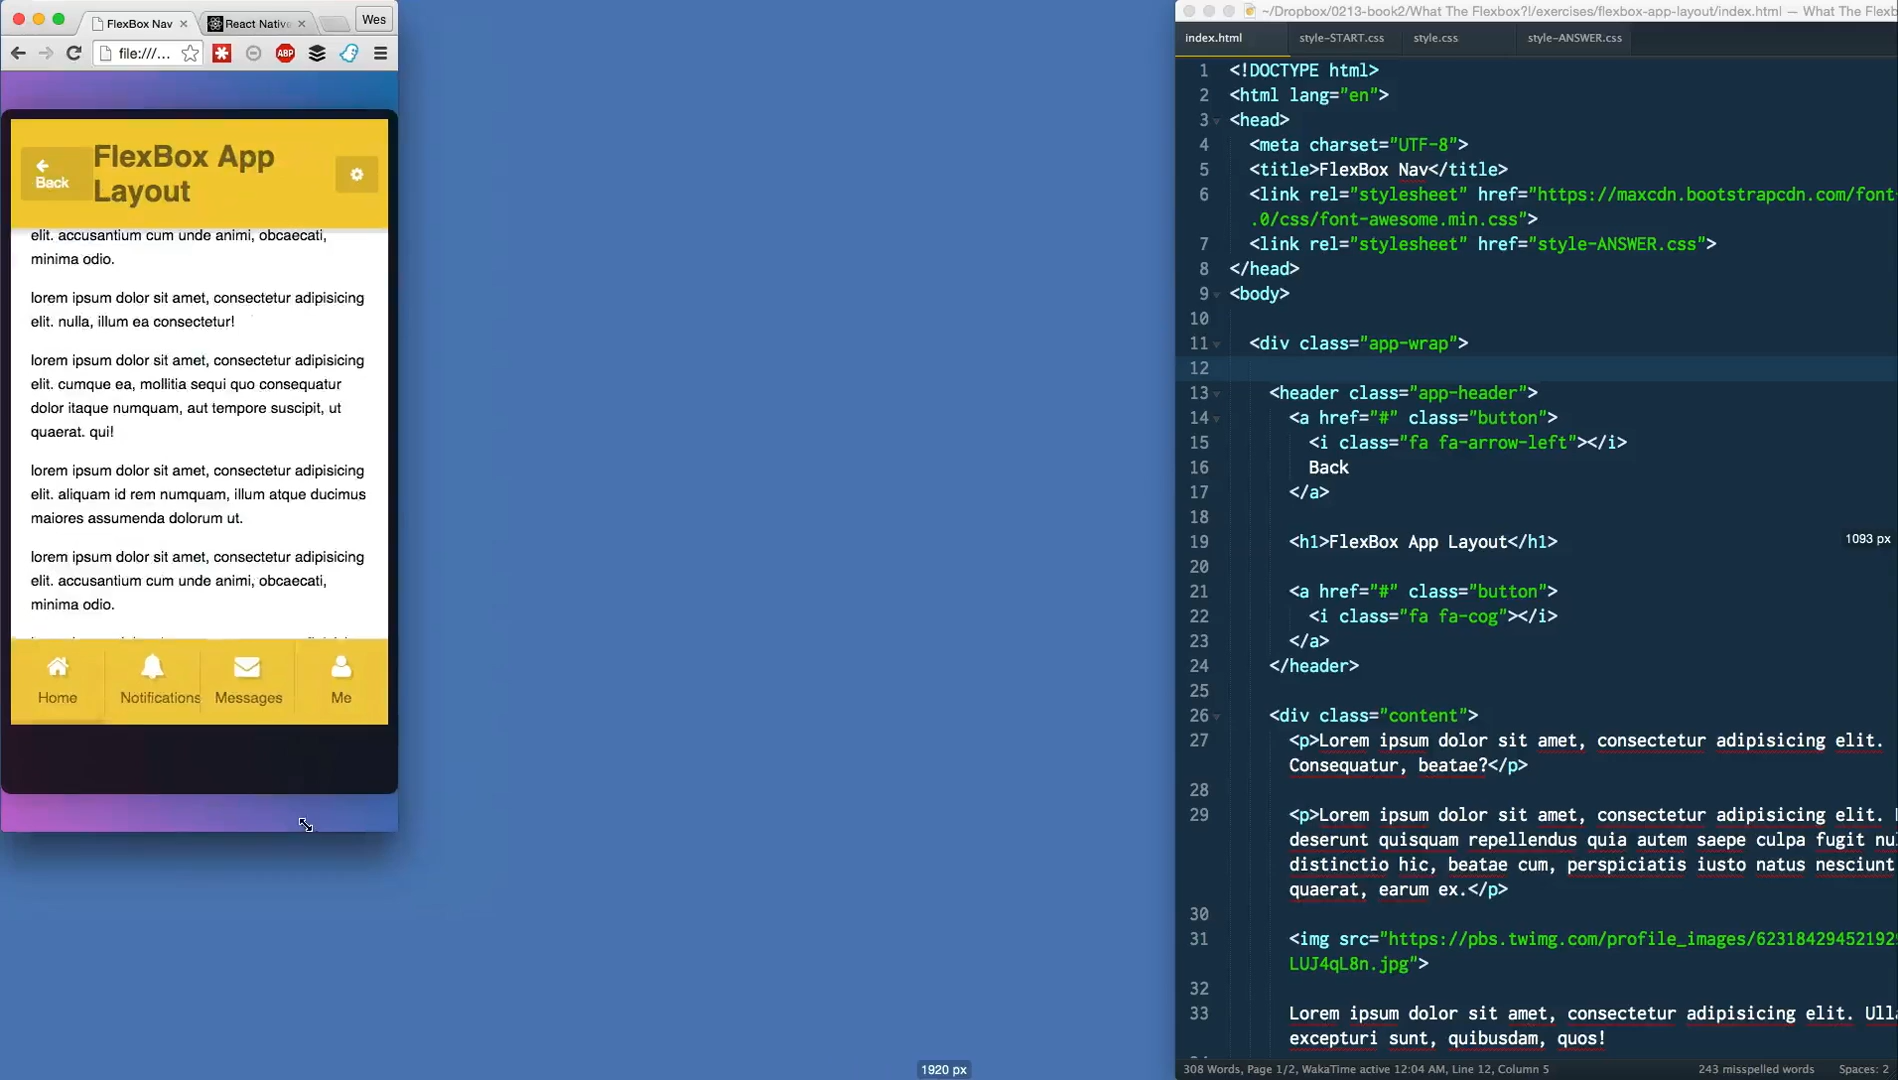 FlexBox Nav
React Native
Wes
file:///...
ABP
FlexBox App
Layout
Back
elit. accusantium cum unde animi, obcaecati,
minima odio.
lorem ipsum dolor sit amet, consectetur adipisicing
elit. nulla, illum ea consectetur!
lorem ipsum dolor sit amet, consectetur adipisicing
elit. cumque ea, mollitia sequi quo consequatur
dolor itaque numquam, aut tempore suscipit, ut
quaerat. qui!
lorem ipsum dolor sit amet, consectetur adipisicing
elit. aliquam id rem numquam, illum atque ducimus
maiores assumenda dolorum ut.
lorem ipsum dolor sit amet, consectetur adipisicing
elit. accusantium cum unde animi, obcaecati,
minima odio.
Home
Notifications
Messages
Me
1920 px
~/Dropbox/0213-book2/What The Flexbox?!/exercises/flexbox-app-layout/index.html — What The Flexb
index.html
style-START.css
style.css
style-ANSWER.css
1 <!DOCTYPE html>
2 <html lang="en">
3 <head>
4 <meta charset="UTF-8">
5 <title>FlexBox Nav</title>
6 <link rel="stylesheet" href="https://maxcdn.bootstrapcdn.com/font-
.0/css/font-awesome.min.css">
7 <link rel="stylesheet" href="style-ANSWER.css">
8 </head>
9 <body>
10
11 <div class="app-wrap">
12
13 <header class="app-header">
14 <a href="#" class="button">
15 <i class="fa fa-arrow-left"></i>
16 Back
17 </a>
18
19 <h1>FlexBox App Layout</h1>
1093 px
20
21 <a href="#" class="button">
22 <i class="fa fa-cog"></i>
23 </a>
24 </header>
25
26 <div class="content">
27 <p>Lorem ipsum dolor sit amet, consectetur adipisicing elit.
Consequatur, beatae?</p>
28
29 <p>Lorem ipsum dolor sit amet, consectetur adipisicing elit.
deserunt quisquam repellendus quia autem saepe culpa fugit nu
distinctio hic, beatae cum, perspiciatis iusto natus nesciunt
quaerat, earum ex.</p>
30
31 <img src="https://pbs.twimg.com/profile_images/623184294521929
LUJ4qL8n.jpg">
32
33 Lorem ipsum dolor sit amet, consectetur adipisicing elit. Ull
excepturi sunt, quibusdam, quos!
308 Words, Page 1/2, WakaTime active 12:04 AM, Line 12, Column 5
243 misspelled words
Spaces: 2